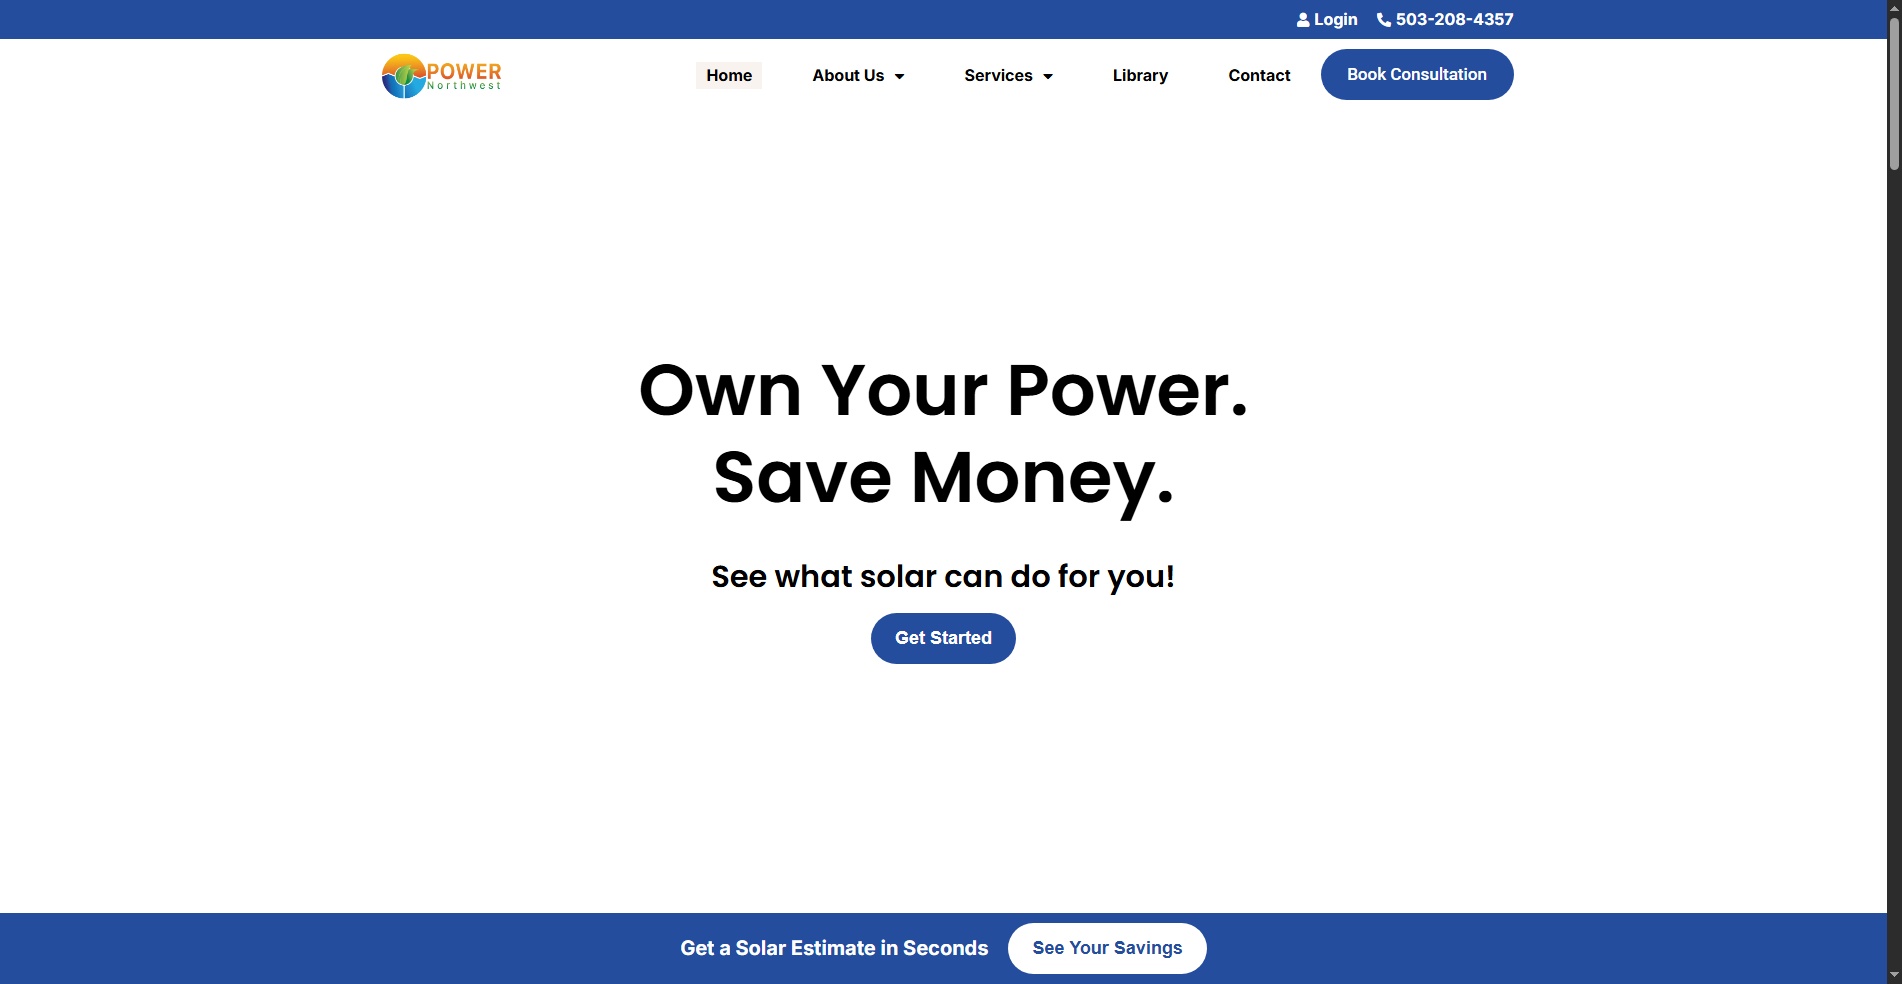 Login 503-208-4357
POWER
Northwest
Home About Us Services Library Contact Book Consultation
Own Your Power.
Save Money.
See what solar can do for you!
Get Started
Get a Solar Estimate in Seconds See Your Savings